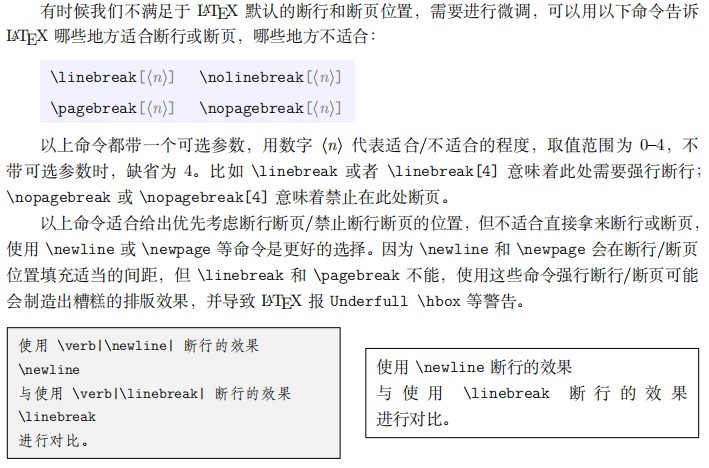 有时候我们不满足于 LATEX 默认的断行和断页位置，需要进行微调，可以用以下命令告诉
LATEX 哪些地方适合断行或断页，哪些地方不适合：
\linebreak[⟨n⟩] \nolinebreak[⟨n⟩]
\pagebreak[⟨n⟩] \nopagebreak[⟨n⟩]
以上命令都带一个可选参数，用数字 ⟨n⟩ 代表适合/不适合的程度，取值范围为 0–4，不
带可选参数时，缺省为 4。比如 \linebreak 或者 \linebreak[4] 意味着此处需要强行断行；
\nopagebreak 或 \nopagebreak[4] 意味着禁止在此处断页。
以上命令适合给出优先考虑断行断页/禁止断行断页的位置，但不适合直接拿来断行或断页，
使用 \newline 或 \newpage 等命令是更好的选择。因为 \newline 和 \newpage 会在断行/断页
位置填充适当的间距，但 \linebreak 和 \pagebreak 不能，使用这些命令强行断行/断页可能
会制造出糟糕的排版效果，并导致 LATEX 报 Underfull \hbox 等警告。
使用 \verb|\newline| 断行的效果
\newline
与使用 \verb|\linebreak| 断行的效果
\linebreak
进行对比。
使用 \newline 断行的效果
与使用 \linebreak 断行的效果
进行对比。